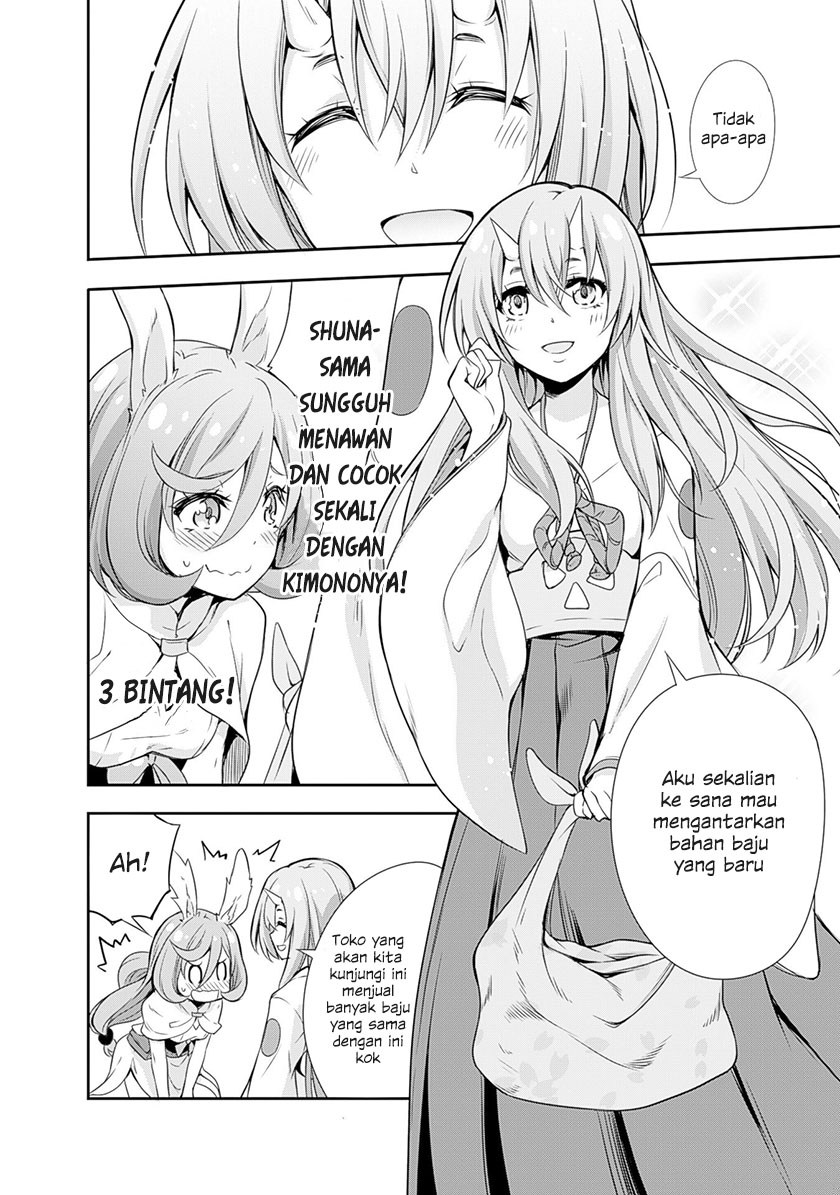 Tidak
apa-apa
SHUNA-
SAMA
SUNGGUH
MENAWAN
DAN COCOK
SEKALI
DENGAN
KIMONONYA!
3 BINTANG!
Aku sekalian
ke sana mau
mengantarkan
bahan baju
yang baru
Ah!
Toko yang
akan kita
kunjungi ini
menjual
banyak baju
yang sama
dengan ini
kok